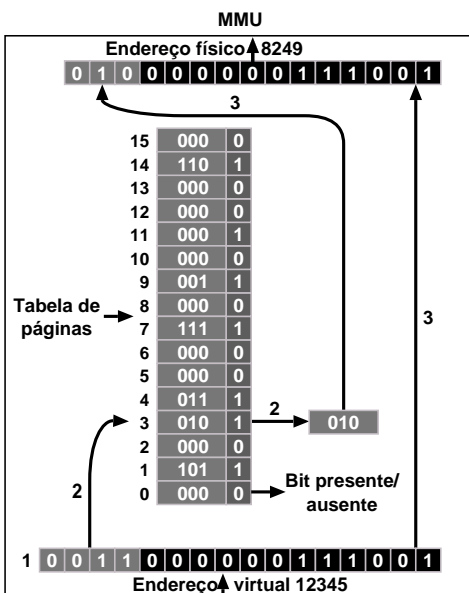 MMU
Endereço físico 8249
0 1 0 0 0 0 0 0 0 1 1 1 0 0 1
3
15 000 0
14 110 1
13 000 0
12 000 0
11 000 1
10 000 0
9 001 1
8 000 0
7 111 1
6 000 0
5 000 0
4 011 1
3 010 1
2 000 0
1 101 1
0 000 0
Tabela de
páginas
3
2
010
2
Bit presente/
ausente
1 0 0 1 1 0 0 0 0 0 0 1 1 1 0 0 1
Endereço virtual 12345